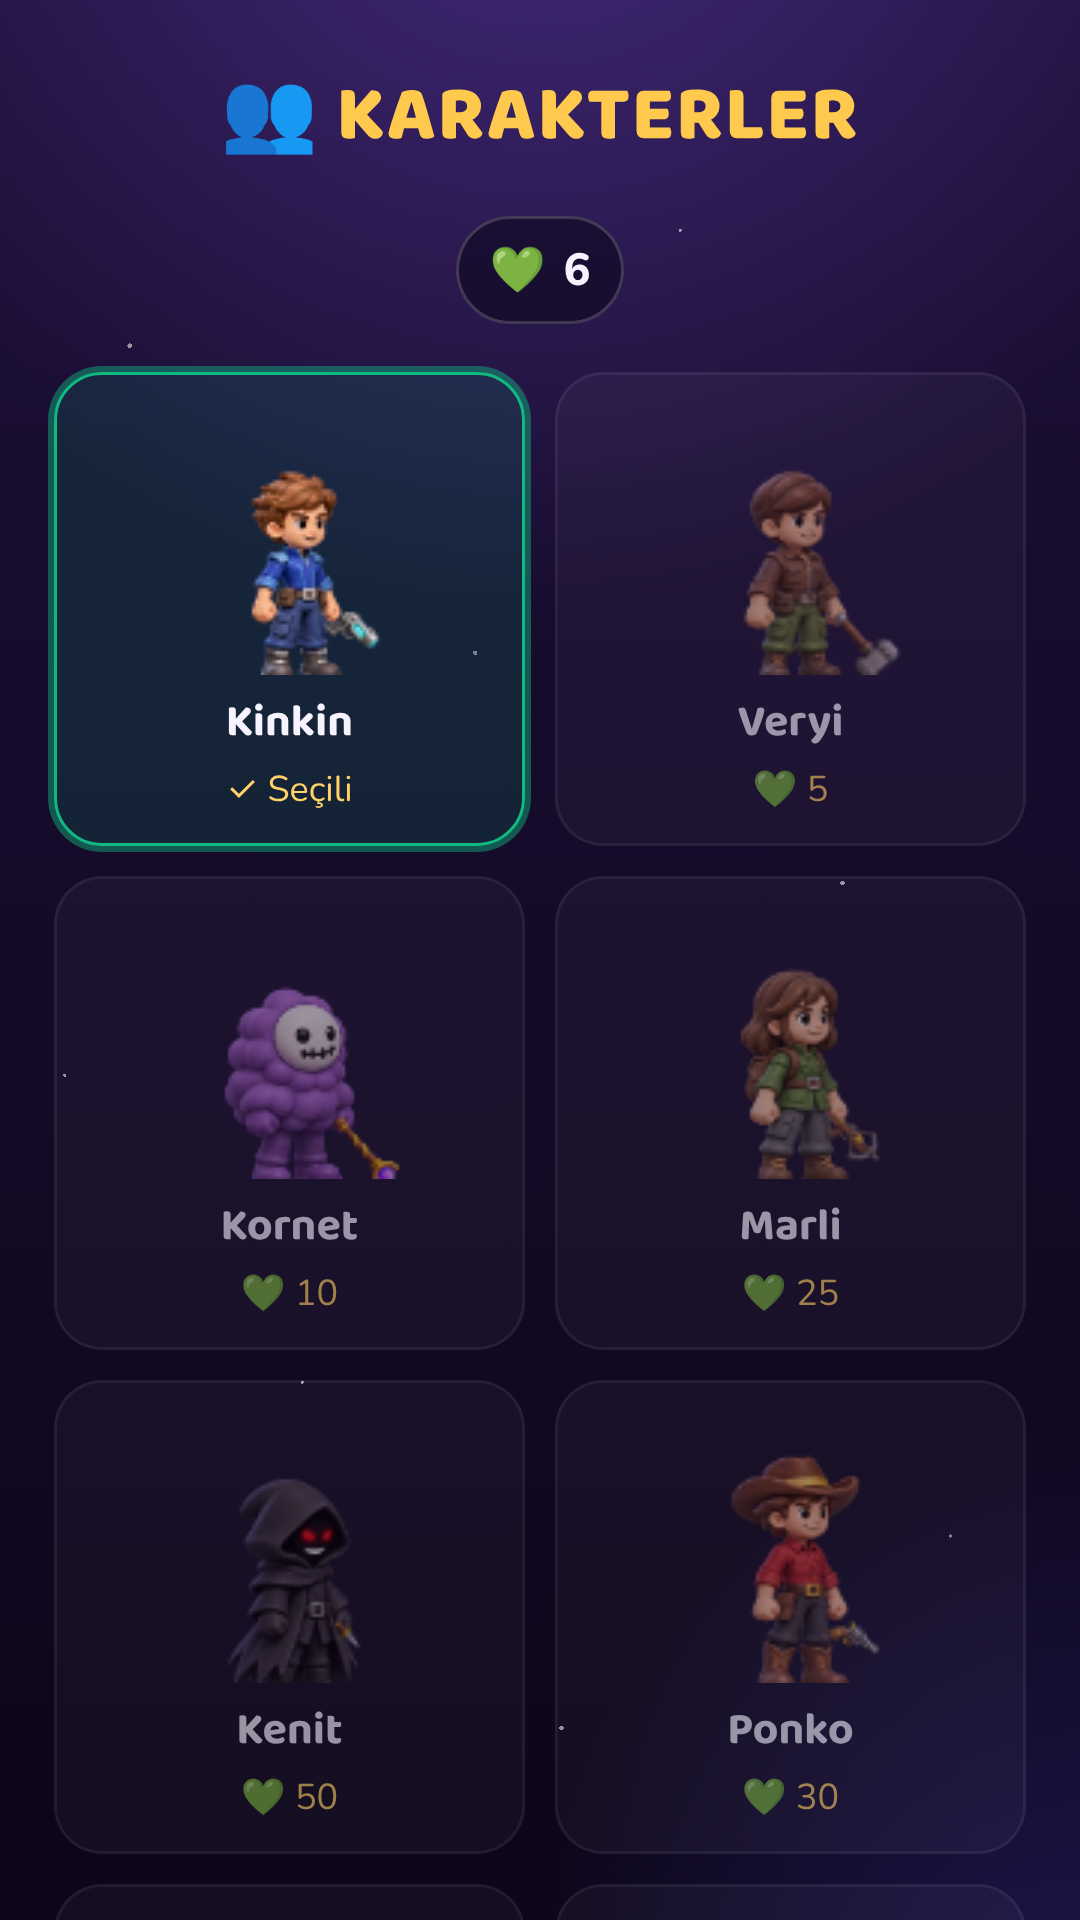 👥 KARAKTERLER
💚 6
Kinkin
✓ Seçili
Veryi
💚 5
Kornet
💚 10
Marli
💚 25
Kenit
💚 50
Ponko
💚 30